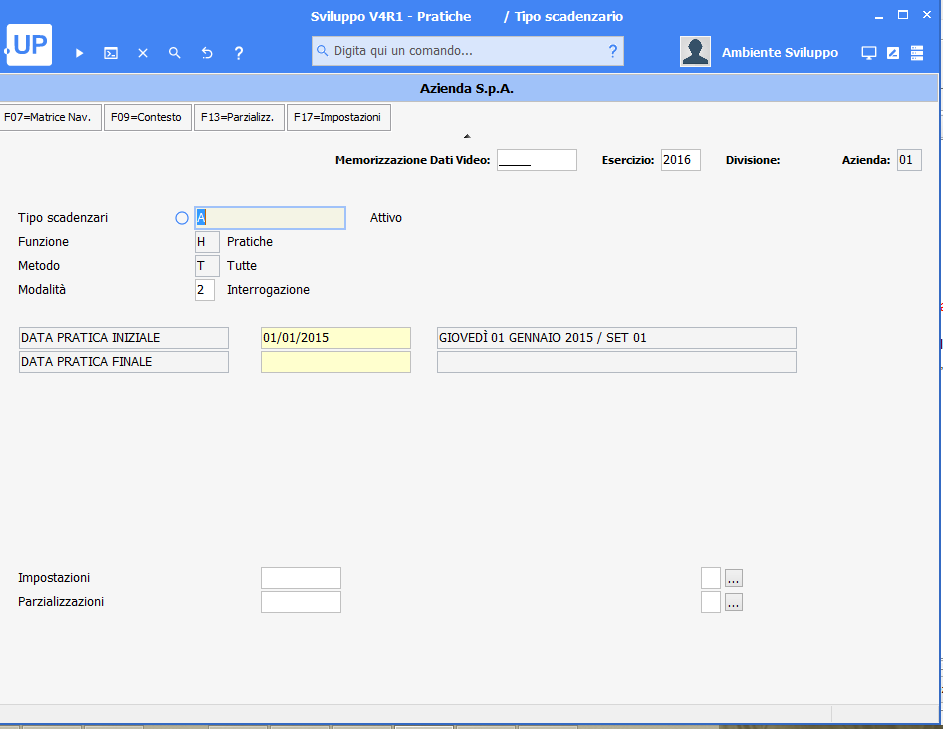 Sviluppo V4R1 - Pratiche / Tipo scadenzario
UP
?
Digita qui un comando... ?
Ambiente Sviluppo
Azienda S.p.A.
F07=Matrice Nav. F09=Contesto F13=Parzializz. F17=Impostazioni
Memorizzazione Dati Video: _____ Esercizio: 2016 Divisione: Azienda: 01
Tipo scadenzari A Attivo
Funzione H Pratiche
Metodo T Tutte
Modalità 2 Interrogazione
DATA PRATICA INIZIALE 01/01/2015 GIOVEDÌ 01 GENNAIO 2015 / SET 01
DATA PRATICA FINALE
Impostazioni ...
Parzializzazioni ...